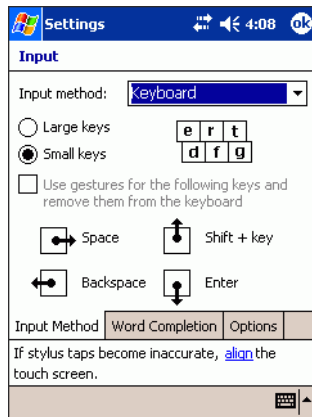 Settings 4:08 ok
Input
Input method: Keyboard
Large keys
e r t
Small keys
d f g
Use gestures for the following keys and
remove them from the keyboard
Space Shift + key
Backspace Enter
Input Method Word Completion Options
If stylus taps become inaccurate, align the
touch screen.